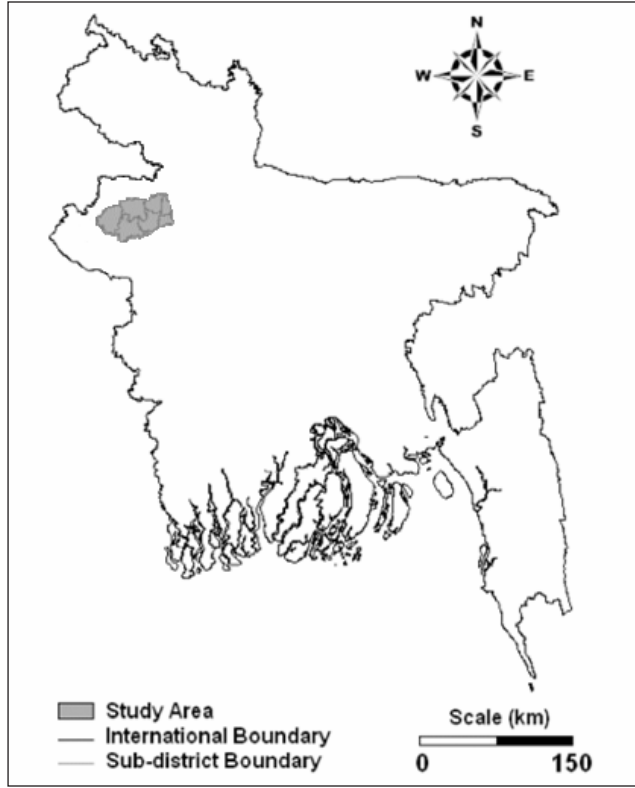 N
W E
S
Study Area
International Boundary
Sub-district Boundary
Scale (km)
0 150